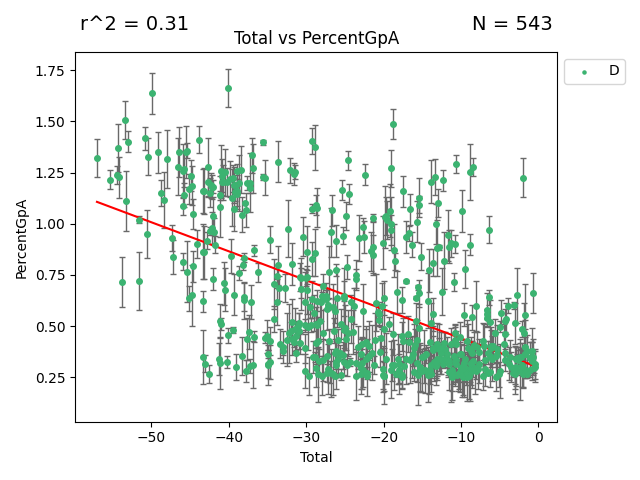 r^2 = 0.31
N = 543
Total vs PercentGpA
D
1.75
1.50
1.25
1.00
0.75
0.50
0.25
PercentGpA
−50
−40
−30
−20
−10
0
Total